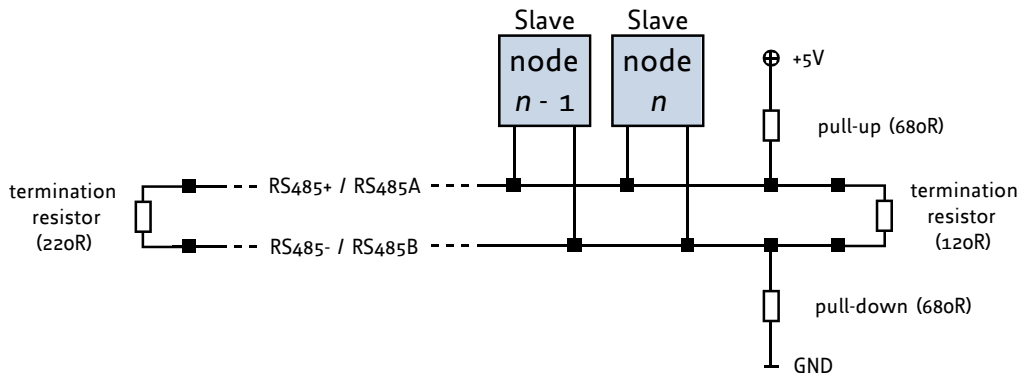 Slave
Slave
node
n - 1
node
n
+5V
pull-up (680R)
termination
resistor
(220R)
RS485+ / RS485A
RS485- / RS485B
termination
resistor
(120R)
pull-down (680R)
GND